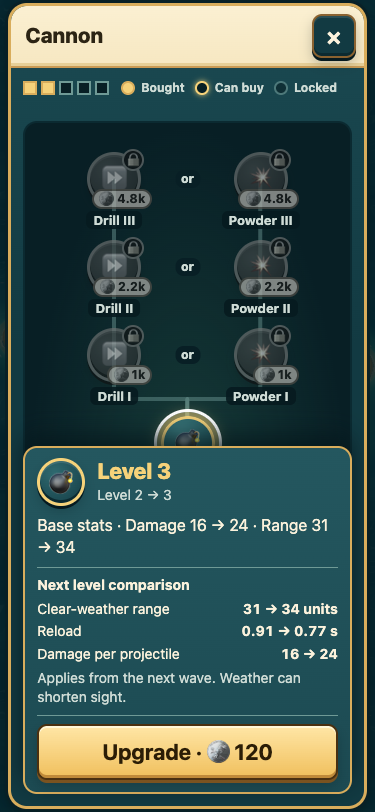 Cannon
×
Bought Can buy Locked
4.8k or 4.8k
Drill III Powder III
2.2k or 2.2k
Drill II Powder II
1k or 1k
Drill I Powder I
Level 3
Level 2 → 3
Base stats · Damage 16 → 24 · Range 31
→ 34
Next level comparison
Clear-weather range 31 → 34 units
Reload 0.91 → 0.77 s
Damage per projectile 16 → 24
Applies from the next wave. Weather can
shorten sight.
Upgrade · 120